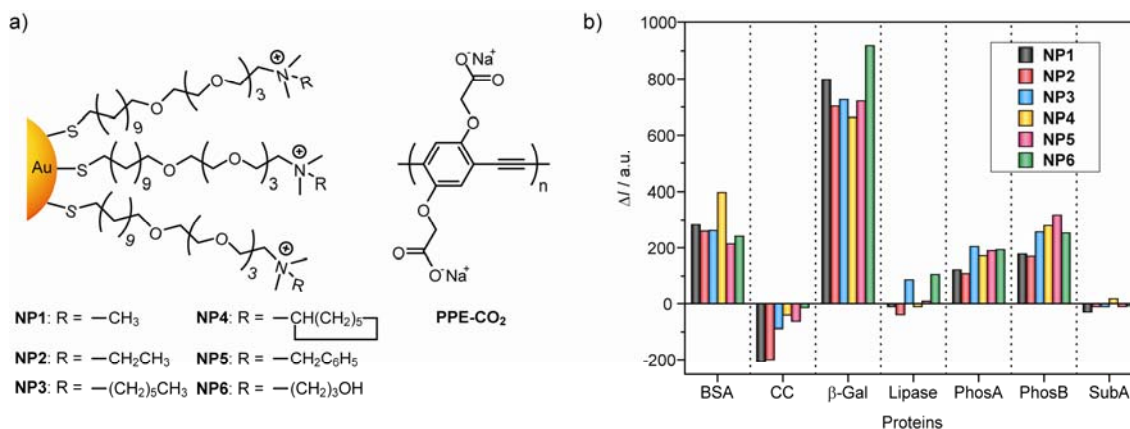 a)
O⁻Na⁺
O
O
n
O
O
O⁻Na⁺
PPE-CO₂
Au
S
9
O
O
3
N
⊕
R
S
9
O
O
3
N
⊕
R
S
9
O
O
3
N
⊕
R
NP1: R = —CH₃
NP4: R = —CH(CH₂)₅
NP2: R = —CH₂CH₃
NP5: R = —CH₂C₆H₅
NP3: R = —(CH₂)₅CH₃
NP6: R = —(CH₂)₃OH
b)
1000
800
600
400
200
0
-200
ΔI / a.u.
NP1
NP2
NP3
NP4
NP5
NP6
BSA
CC
β-Gal
Lipase
PhosA
PhosB
SubA
Proteins